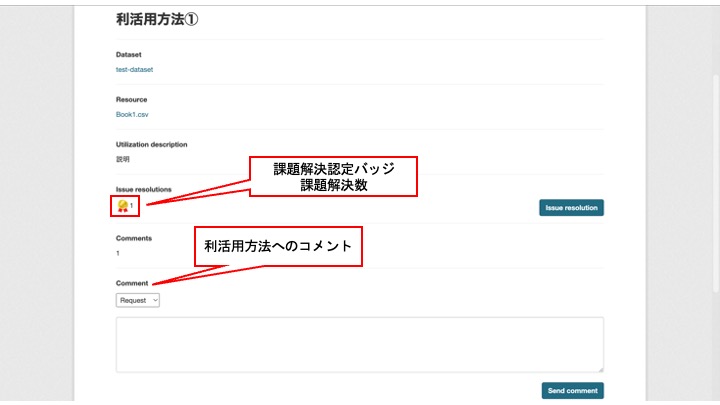 利活用方法①
Dataset
test-dataset
Resource
Book1.csv
Utilization description
説明
課題解決認定バッジ
課題解決数
Issue resolutions
1
Issue resolution
Comments
1
利活用方法へのコメント
Comment
Request
Send comment